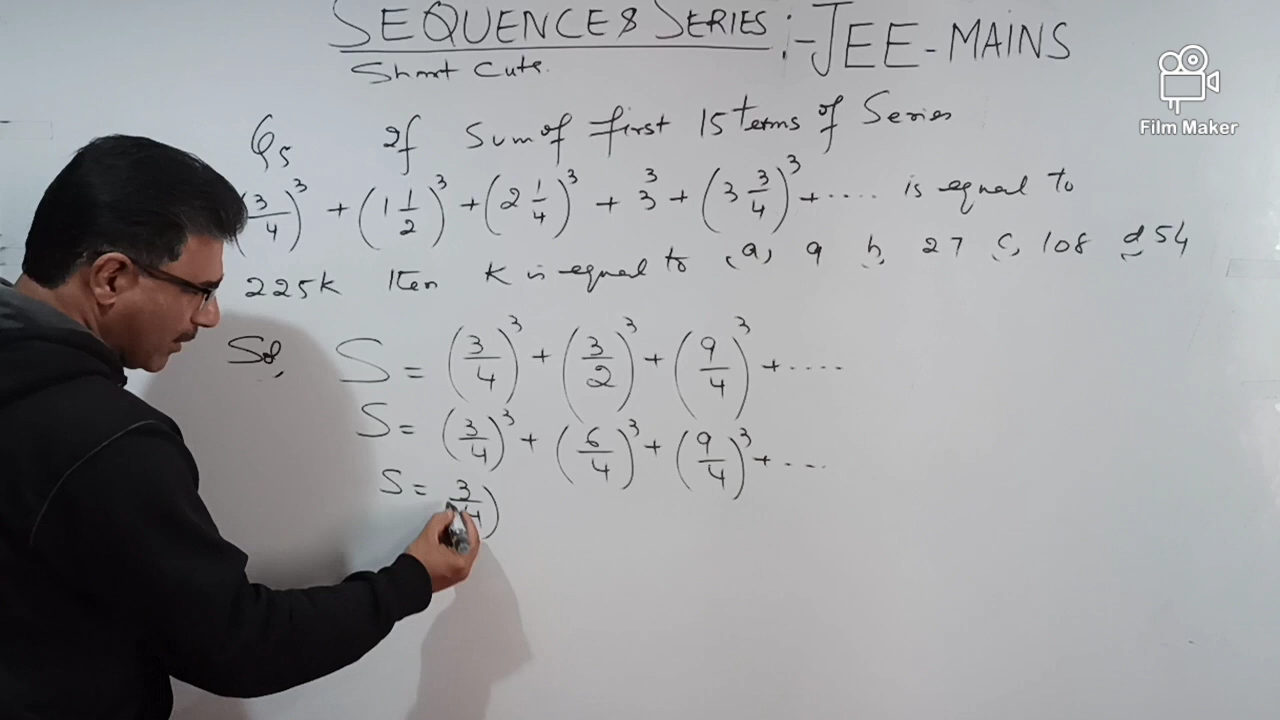 SEQUENCE & SERIES :- JEE-MAINS
Short Cuts.
Film Maker
Q5 If Sum of first 15 terms of Series
(3/4)³ + (1 1/2)³ + (2 1/4)³ + 3³ + (3 3/4)³ + ..... is equal to
225K then K is equal to (a, 9 b, 27 c, 108 d 54
Sol, S = (3/4)³ + (3/2)³ + (9/4)³ + .....
S = (3/4)³ + (6/4)³ + (9/4)³ + ....
S = 3/4)